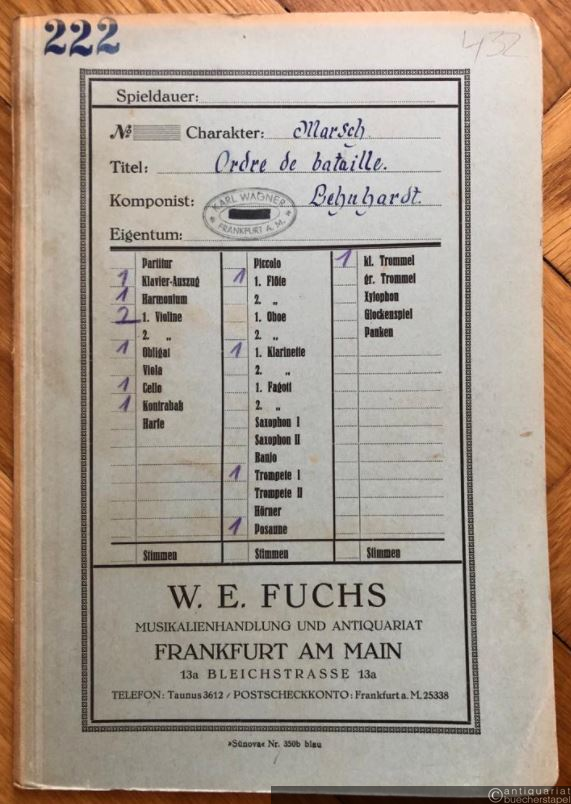 222
432
Spieldauer:
№ Charakter: Marsch.
Titel: Ordre de bataille.
Komponist: Lehnhardt.
KARL WAGNER
FRANKFURT A. M.
Eigentum:
Partitur
1 Klavier-Auszug
1 Harmonium
2 1. Violine
2. „
1 Obligat
Viola
1 Cello
1 Kontrabaß
Harfe
Stimmen
Piccolo
1 1. Flöte
2. „
1. Oboe
2. „
1 1. Klarinette
2. „
1. Fagott
2. „
Saxophon I
Saxophon II
Banjo
1 Trompete I
Trompete II
Hörner
1 Posaune
Stimmen
1 kl. Trommel
gr. Trommel
Xylophon
Glockenspiel
Pauken
Stimmen
W. E. FUCHS
MUSIKALIENHANDLUNG UND ANTIQUARIAT
FRANKFURT AM MAIN
13a BLEICHSTRASSE 13a
TELEFON: Taunus 3612 / POSTSCHECKKONTO: Frankfurt a. M. 25338
»Sünova« Nr. 350b blau
©antiquariat
buecherstapel